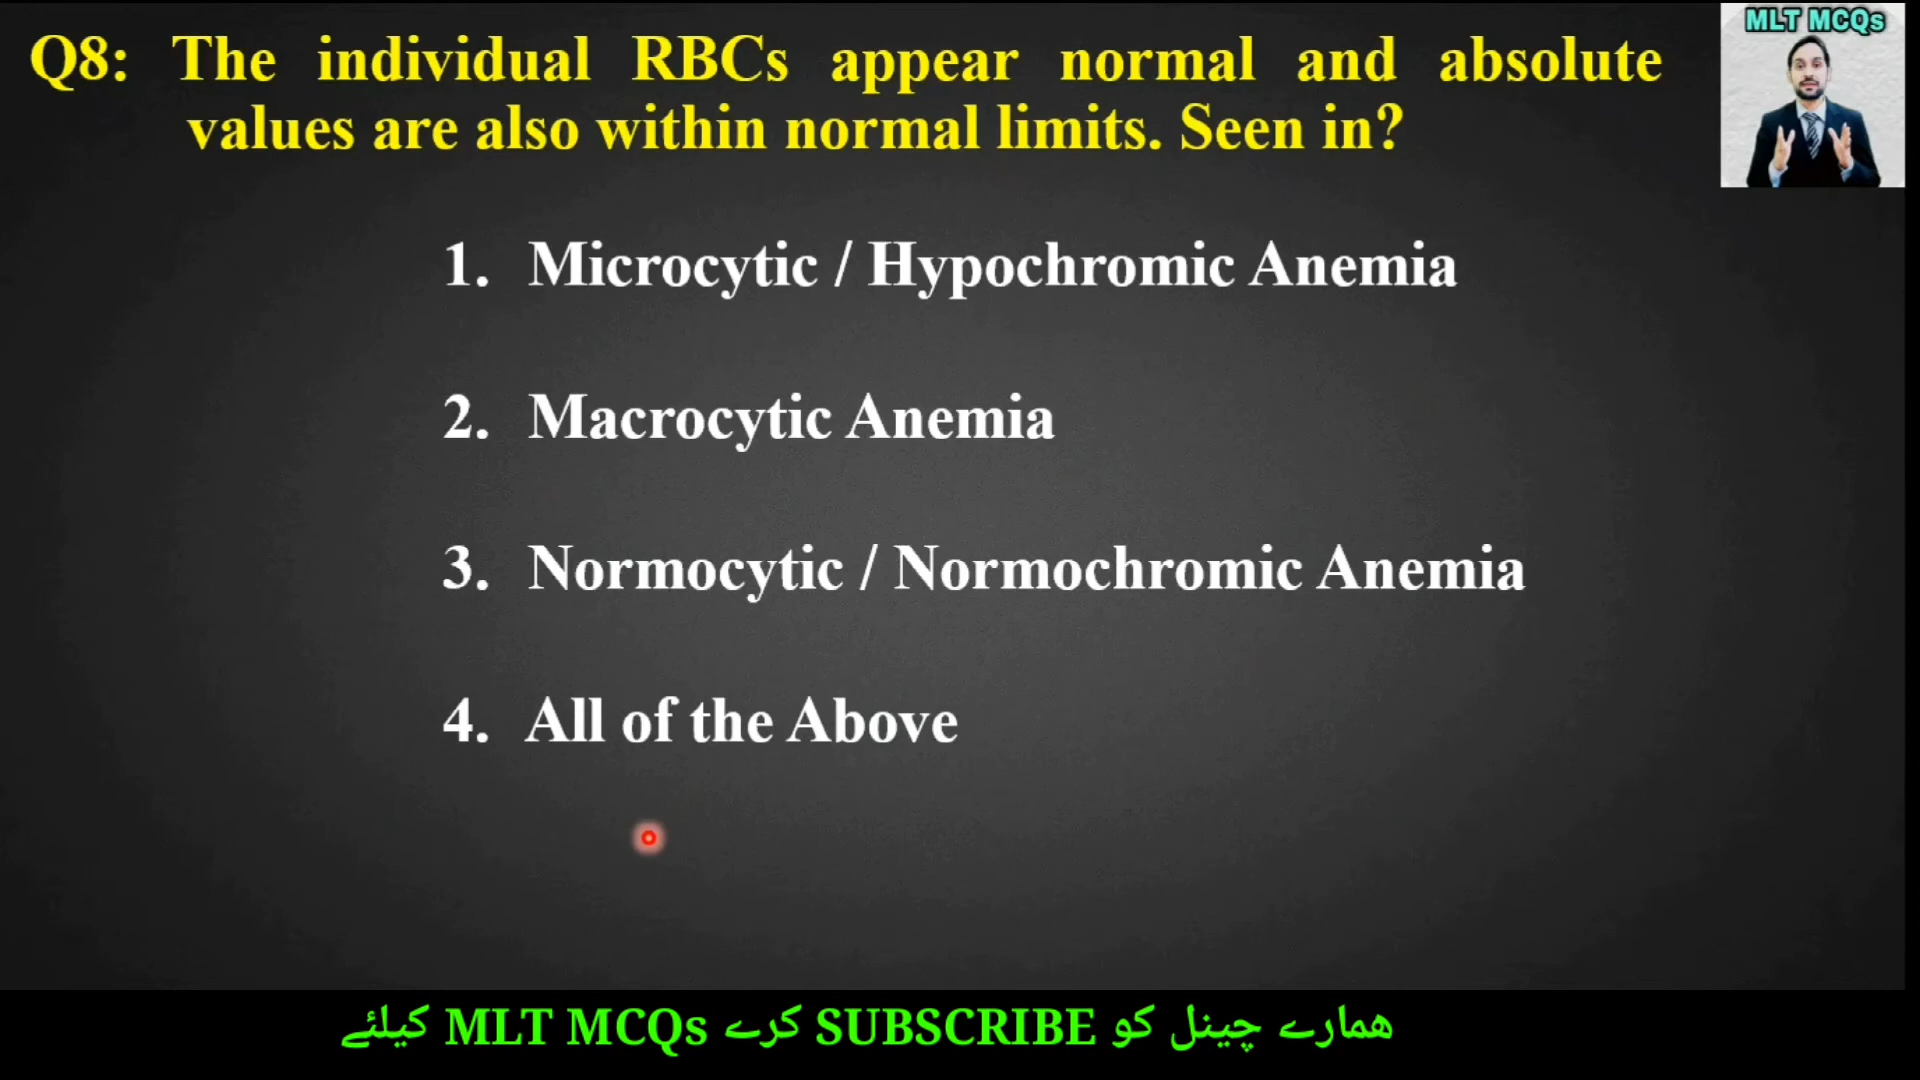 Q8: The individual RBCs appear normal and absolute
values are also within normal limits. Seen in?
MLT MCQs
1. Microcytic / Hypochromic Anemia
2. Macrocytic Anemia
3. Normocytic / Normochromic Anemia
4. All of the Above
ھمارے چینل کو SUBSCRIBE کرے MLT MCQs کیلئے